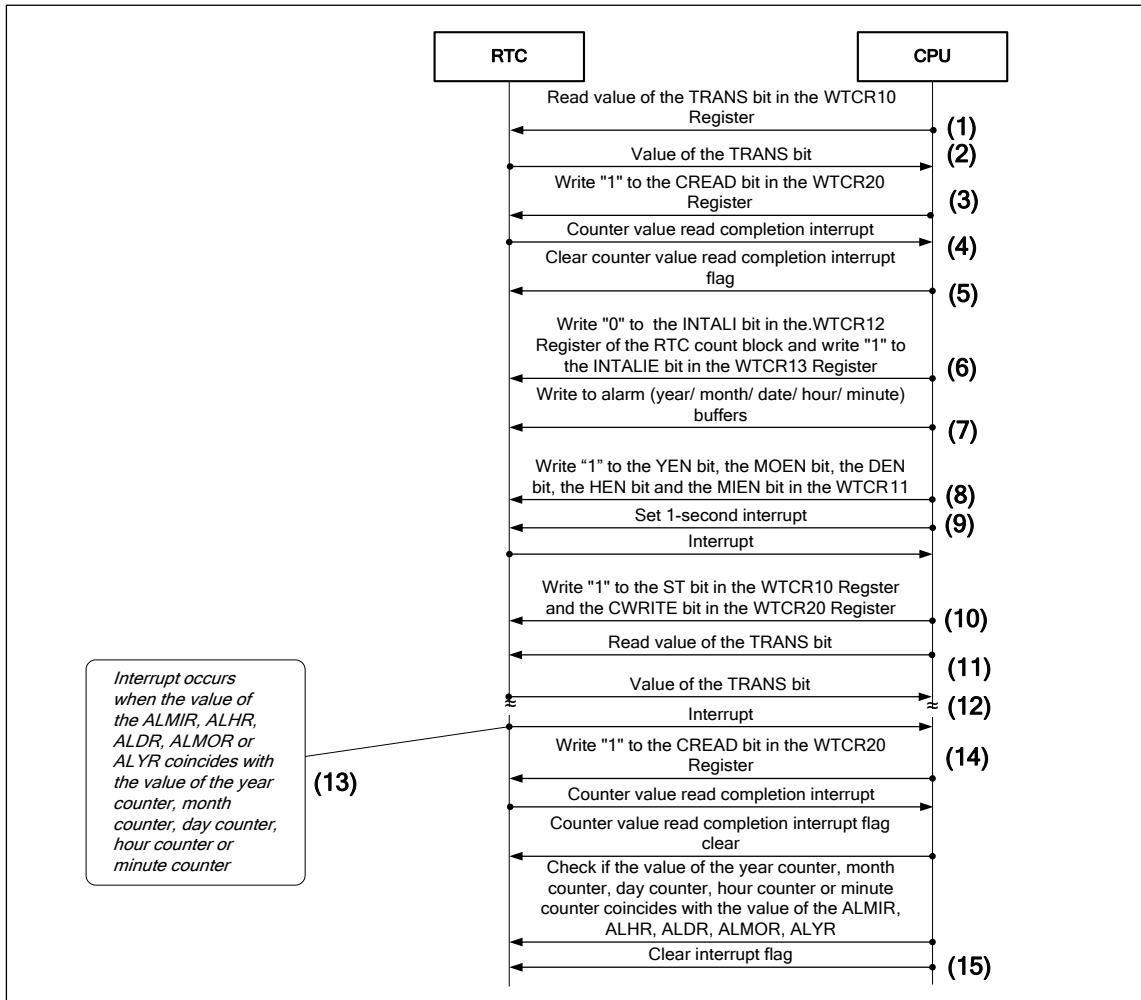 RTC
CPU
Read value of the TRANS bit in the WTCR10
Register
(1)
Value of the TRANS bit
(2)
Write "1" to the CREAD bit in the WTCR20
Register
(3)
Counter value read completion interrupt
(4)
Clear counter value read completion interrupt
flag
(5)
Write "0" to the INTALI bit in the.WTCR12
Register of the RTC count block and write "1" to
the INTALIE bit in the WTCR13 Register
(6)
Write to alarm (year/ month/ date/ hour/ minute)
buffers
(7)
Write “1” to the YEN bit, the MOEN bit, the DEN
bit, the HEN bit and the MIEN bit in the WTCR11
(8)
Set 1-second interrupt
(9)
Interrupt
Write "1" to the ST bit in the WTCR10 Regster
and the CWRITE bit in the WTCR20 Register
(10)
Read value of the TRANS bit
(11)
Value of the TRANS bit
≈
≈
(12)
Interrupt
Interrupt occurs
when the value of
the ALMIR, ALHR,
ALDR, ALMOR or
ALYR coincides with
the value of the year
counter, month
counter, day counter,
hour counter or
minute counter
(13)
Write "1" to the CREAD bit in the WTCR20
Register
(14)
Counter value read completion interrupt
Counter value read completion interrupt flag
clear
Check if the value of the year counter, month
counter, day counter, hour counter or minute
counter coincides with the value of the ALMIR,
ALHR, ALDR, ALMOR, ALYR
Clear interrupt flag
(15)